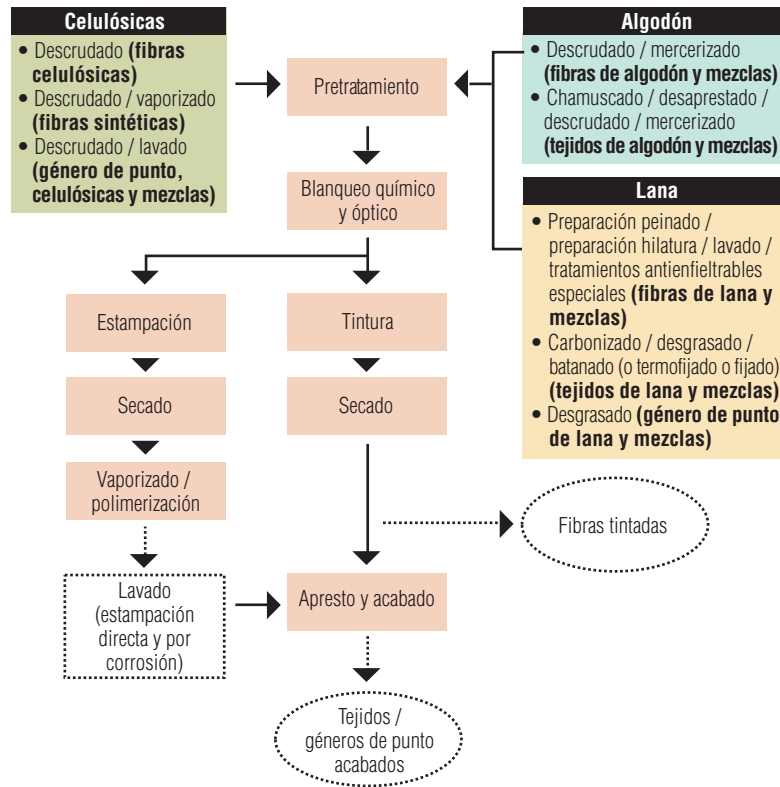 Celulósicas
• Descrudado (fibras
celulósicas)
• Descrudado / vaporizado
(fibras sintéticas)
• Descrudado / lavado
(género de punto,
celulósicas y mezclas)
Pretratamiento
Algodón
• Descrudado / mercerizado
(fibras de algodón y mezclas)
• Chamuscado / desaprestado /
descrudado / mercerizado
(tejidos de algodón y mezclas)
Lana
• Preparación peinado /
preparación hilatura / lavado /
tratamientos antienfieltrables
especiales (fibras de lana y
mezclas)
• Carbonizado / desgrasado /
batanado (o termofijado o fijado)
(tejidos de lana y mezclas)
• Desgrasado (género de punto
de lana y mezclas)
Blanqueo químico
y óptico
Estampación
Tintura
Secado
Secado
Vaporizado /
polimerización
Fibras tintadas
Lavado
(estampación
directa y por
corrosión)
Apresto y acabado
Tejidos /
géneros de punto
acabados